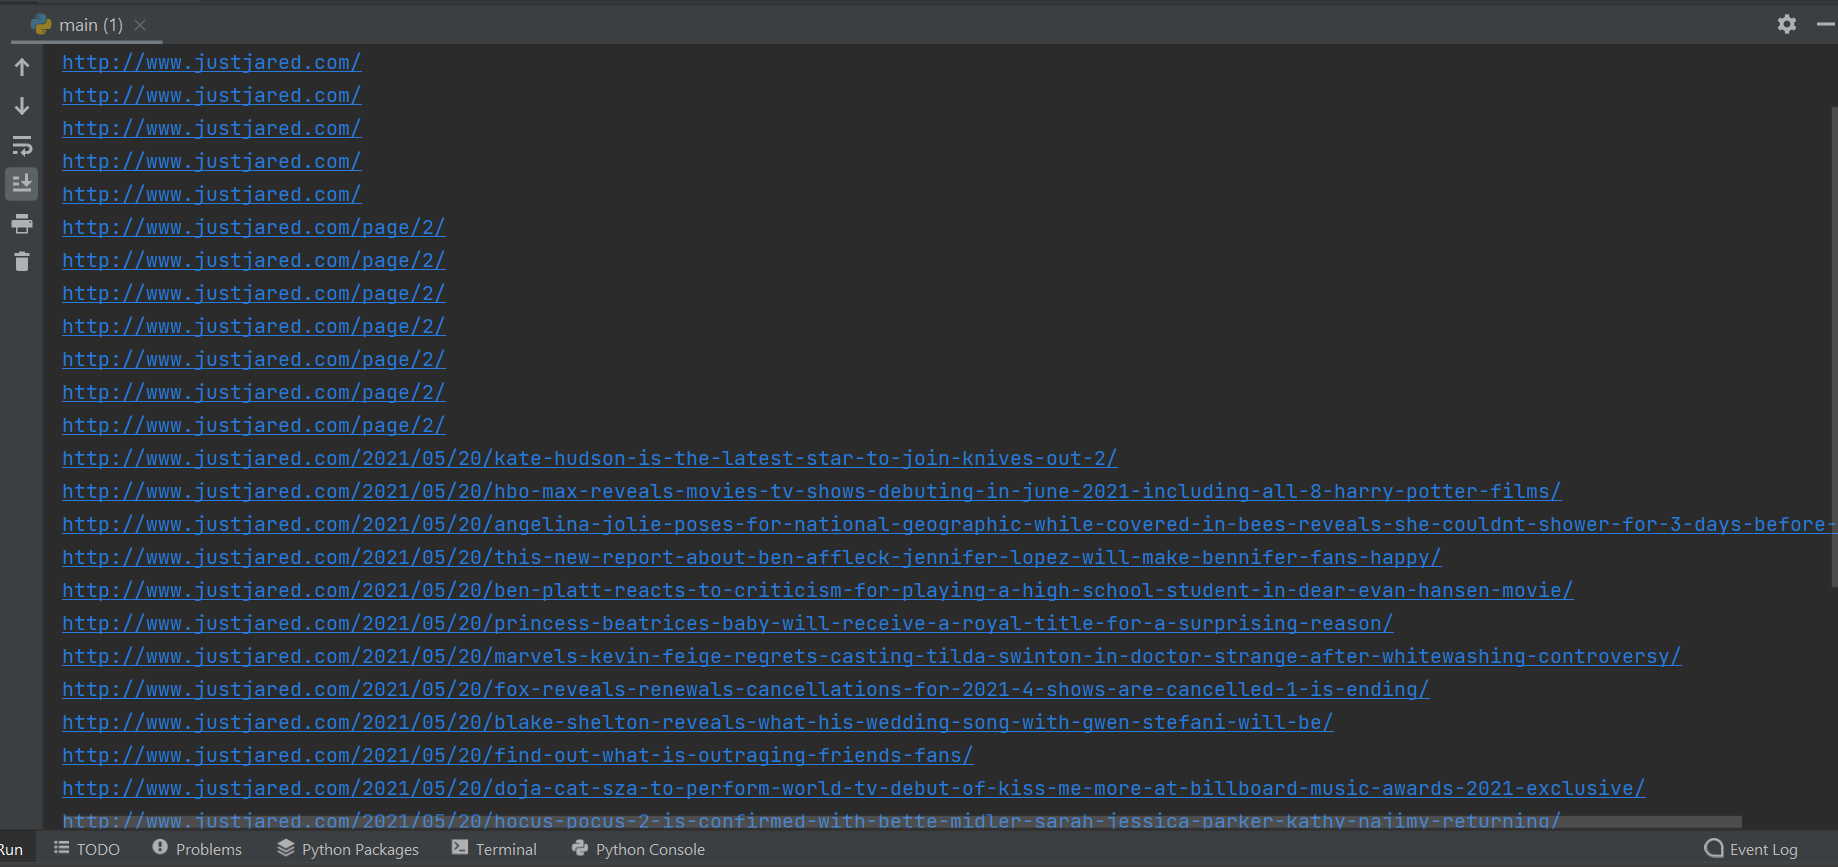 main (1)
http://www.justjared.com/
http://www.justjared.com/
http://www.justjared.com/
http://www.justjared.com/
http://www.justjared.com/
http://www.justjared.com/page/2/
http://www.justjared.com/page/2/
http://www.justjared.com/page/2/
http://www.justjared.com/page/2/
http://www.justjared.com/page/2/
http://www.justjared.com/page/2/
http://www.justjared.com/page/2/
http://www.justjared.com/2021/05/20/kate-hudson-is-the-latest-star-to-join-knives-out-2/
http://www.justjared.com/2021/05/20/hbo-max-reveals-movies-tv-shows-debuting-in-june-2021-including-all-8-harry-potter-films/
http://www.justjared.com/2021/05/20/angelina-jolie-poses-for-national-geographic-while-covered-in-bees-reveals-she-couldnt-shower-for-3-days-before-
http://www.justjared.com/2021/05/20/this-new-report-about-ben-affleck-jennifer-lopez-will-make-bennifer-fans-happy/
http://www.justjared.com/2021/05/20/ben-platt-reacts-to-criticism-for-playing-a-high-school-student-in-dear-evan-hansen-movie/
http://www.justjared.com/2021/05/20/princess-beatrices-baby-will-receive-a-royal-title-for-a-surprising-reason/
http://www.justjared.com/2021/05/20/marvels-kevin-feige-regrets-casting-tilda-swinton-in-doctor-strange-after-whitewashing-controversy/
http://www.justjared.com/2021/05/20/fox-reveals-renewals-cancellations-for-2021-4-shows-are-cancelled-1-is-ending/
http://www.justjared.com/2021/05/20/blake-shelton-reveals-what-his-wedding-song-with-gwen-stefani-will-be/
http://www.justjared.com/2021/05/20/find-out-what-is-outraging-friends-fans/
http://www.justjared.com/2021/05/20/doja-cat-sza-to-perform-world-tv-debut-of-kiss-me-more-at-billboard-music-awards-2021-exclusive/
http://www.justjared.com/2021/05/20/hocus-pocus-2-is-confirmed-with-bette-midler-sarah-jessica-parker-kathy-najimy-returning/
Run TODO Problems Python Packages Terminal Python Console Event Log